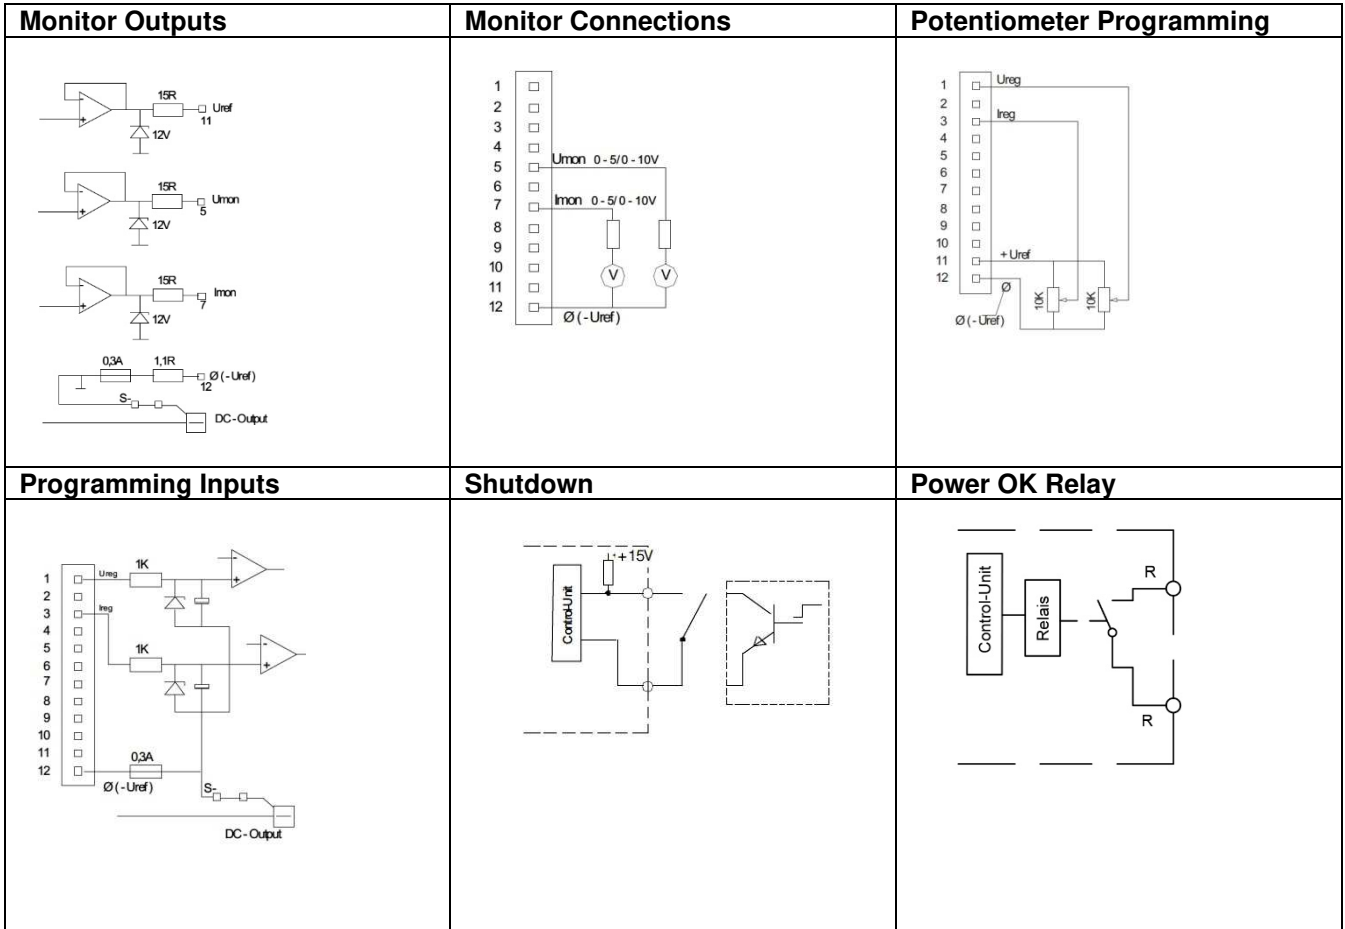 Monitor Outputs
15R
Uref
11
12V
15R
Umon
5
12V
15R
Imon
7
12V
0,3A
1,1R
Ø (-Uref)
12
S-
DC-Output
Monitor Connections
1
2
3
4
5
6
7
8
9
10
11
12
Umon 0 - 5/ 0 - 10V
Imon 0 - 5/ 0 - 10V
V
V
Ø (-Uref)
Potentiometer Programming
1
2
3
4
5
6
7
8
9
10
11
12
Ureg
Ireg
+ Uref
Ø
10K
10K
Ø (-Uref)
Programming Inputs
1
2
3
4
5
6
7
8
9
10
11
12
Ureg
1K
Ireg
1K
0,3A
Ø (-Uref)
S-
DC-Output
Shutdown
+ 15V
Control-Unit
Power OK Relay
Control-Unit
Relais
R
R